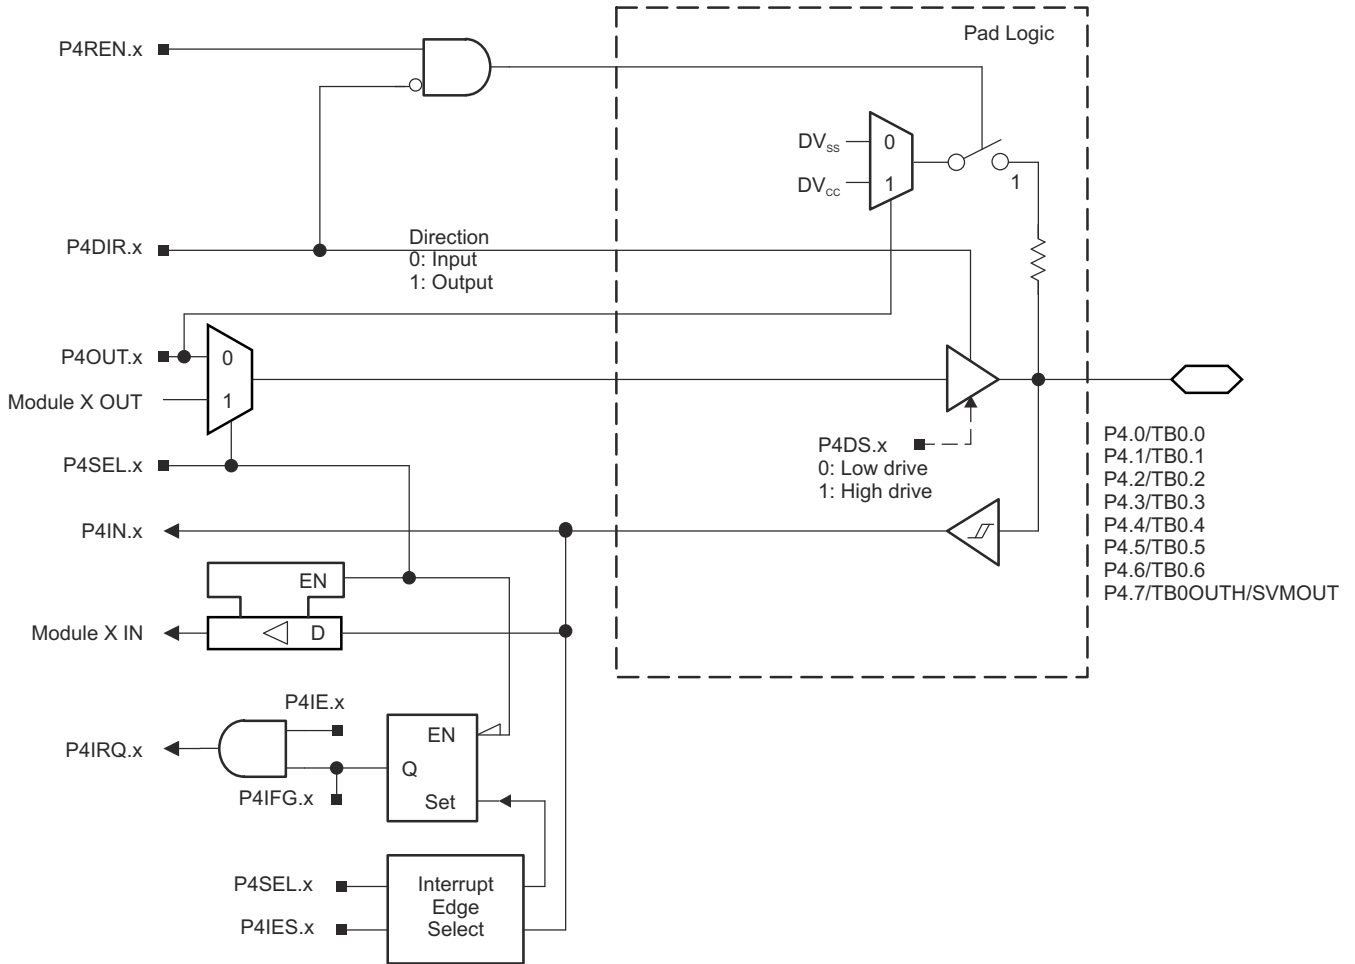 Pad Logic
P4REN.x
DVSS
0
DVCC
1
1
P4DIR.x
Direction
0: Input
1: Output
P4OUT.x
0
Module X OUT
1
P4DS.x
0: Low drive
1: High drive
P4SEL.x
P4.0/TB0.0
P4.1/TB0.1
P4.2/TB0.2
P4.3/TB0.3
P4.4/TB0.4
P4.5/TB0.5
P4.6/TB0.6
P4.7/TB0OUTH/SVMOUT
P4IN.x
EN
Module X IN
D
P4IE.x
P4IRQ.x
EN
Q
P4IFG.x
Set
P4SEL.x
P4IES.x
Interrupt
Edge
Select